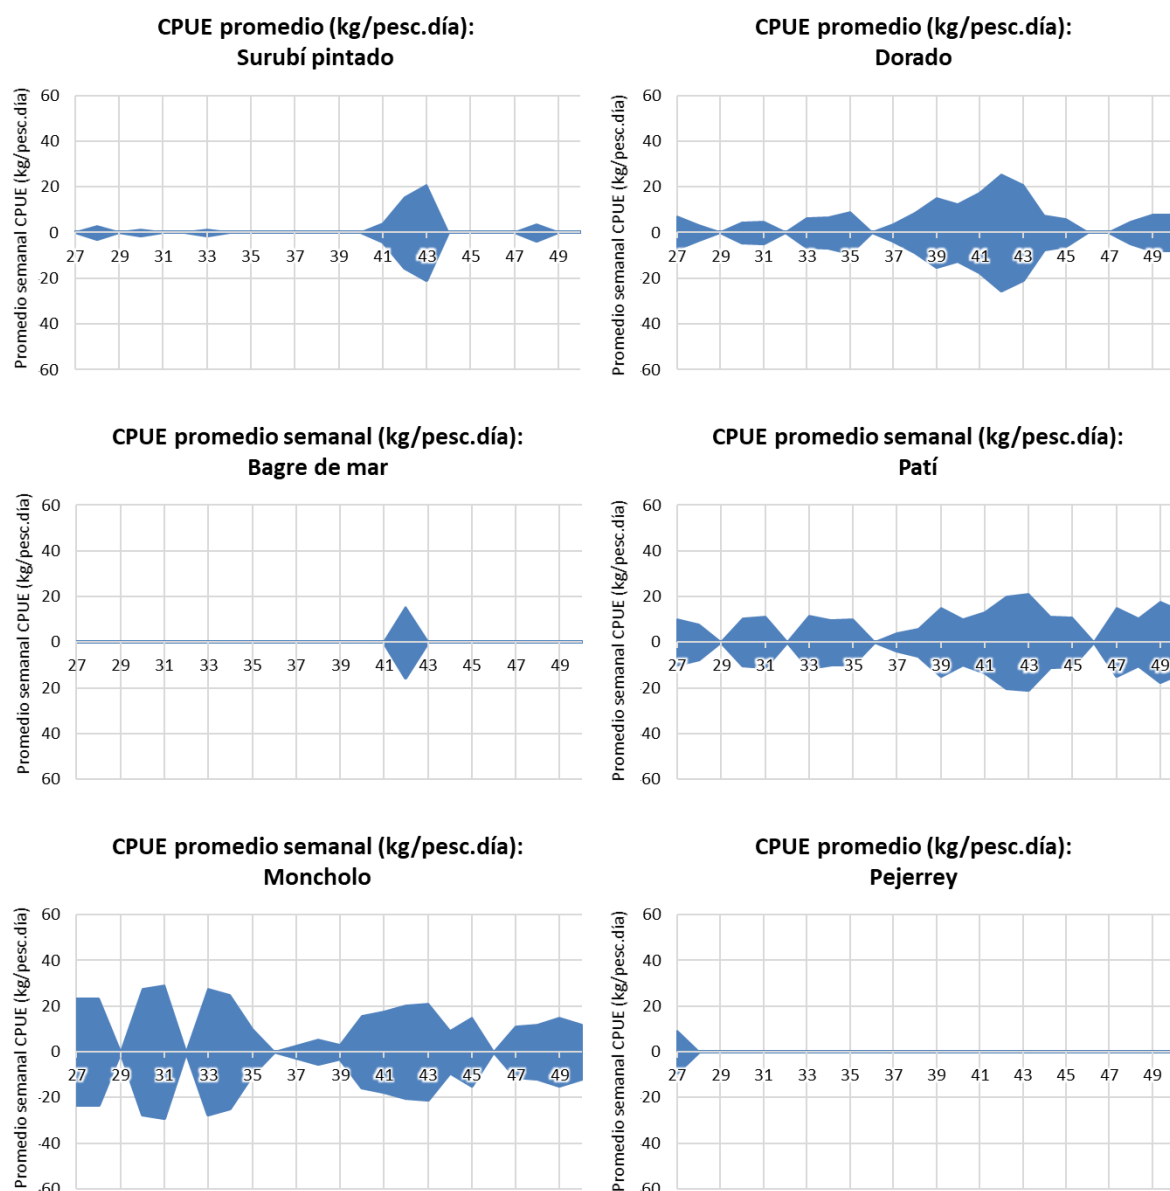 CPUE promedio (kg/pesc.día):
Surubí pintado
Promedio semanal CPUE (kg/pesc.día)
60
40
20
0
20
40
60
27 29 31 33 35 37 39 41 43 45 47 49
CPUE promedio (kg/pesc.día):
Dorado
Promedio semanal CPUE (kg/pesc.día)
60
40
20
0
20
40
60
27 29 31 33 35 37 39 41 43 45 47 49
CPUE promedio semanal (kg/pesc.día):
Bagre de mar
Promedio semanal CPUE (kg/pesc.día)
60
40
20
0
20
40
60
27 29 31 33 35 37 39 41 43 45 47 49
CPUE promedio semanal (kg/pesc.día):
Patí
Promedio semanal CPUE (kg/pesc.día)
60
40
20
0
20
40
60
27 29 31 33 35 37 39 41 43 45 47 49
CPUE promedio semanal (kg/pesc.día):
Moncholo
Promedio semanal CPUE (kg/pesc.día)
60
40
20
0
20
40
60
27 29 31 33 35 37 39 41 43 45 47 49
CPUE promedio (kg/pesc.día):
Pejerrey
Promedio semanal CPUE (kg/pesc.día)
60
40
20
0
20
40
60
27 29 31 33 35 37 39 41 43 45 47 49